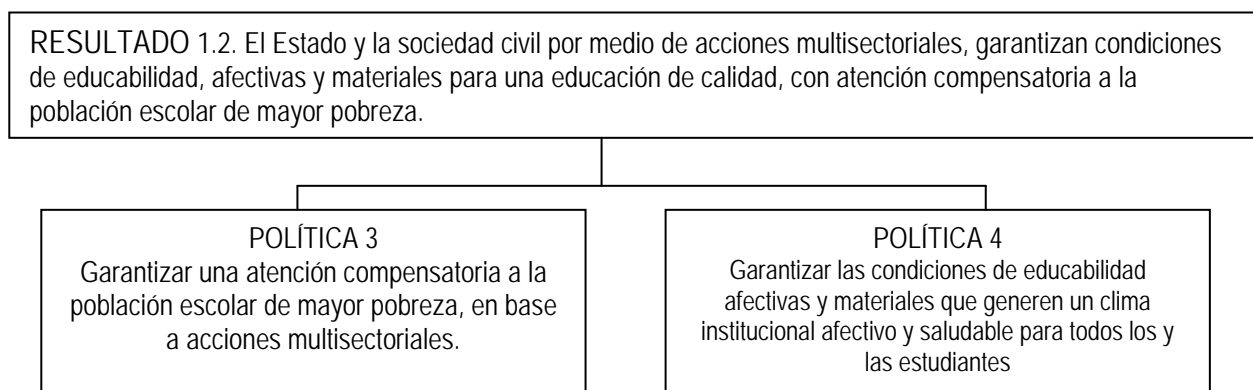 RESULTADO 1.2. El Estado y la sociedad civil por medio de acciones multisectoriales, garantizan condiciones
de educabilidad, afectivas y materiales para una educación de calidad, con atención compensatoria a la
población escolar de mayor pobreza.
POLÍTICA 3
Garantizar una atención compensatoria a la
población escolar de mayor pobreza, en base
a acciones multisectoriales.
POLÍTICA 4
Garantizar las condiciones de educabilidad
afectivas y materiales que generen un clima
institucional afectivo y saludable para todos los y
las estudiantes